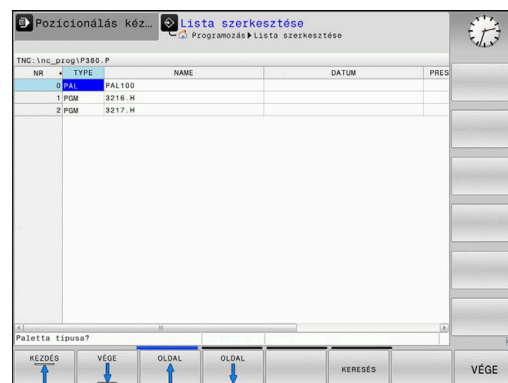 Pozícionálás kéz...
Lista szerkesztése
Programozás▶Lista szerkesztése
TNC:\nc_prog\P380.P
NR TYPE NAME DATUM PRES
0 PAL PAL100
1 PGM 3216.H
2 PGM 3217.H
Paletta típusa?
KEZDÉS VÉGE OLDAL OLDAL KERESÉS VÉGE